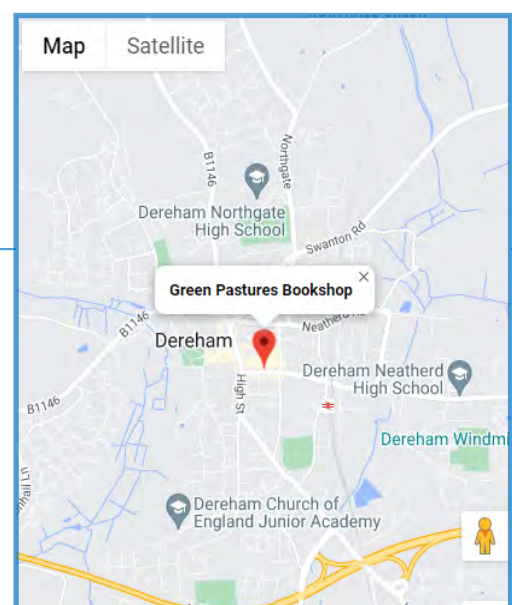 Map Satellite
B1146
Northgate
Dereham Northgate
High School
Swanton Rd
Green Pastures Bookshop
B1146
Dereham
Dereham Neatherd
High School
High St
B1146
Dereham Windmi
Dereham Church of
England Junior Academy